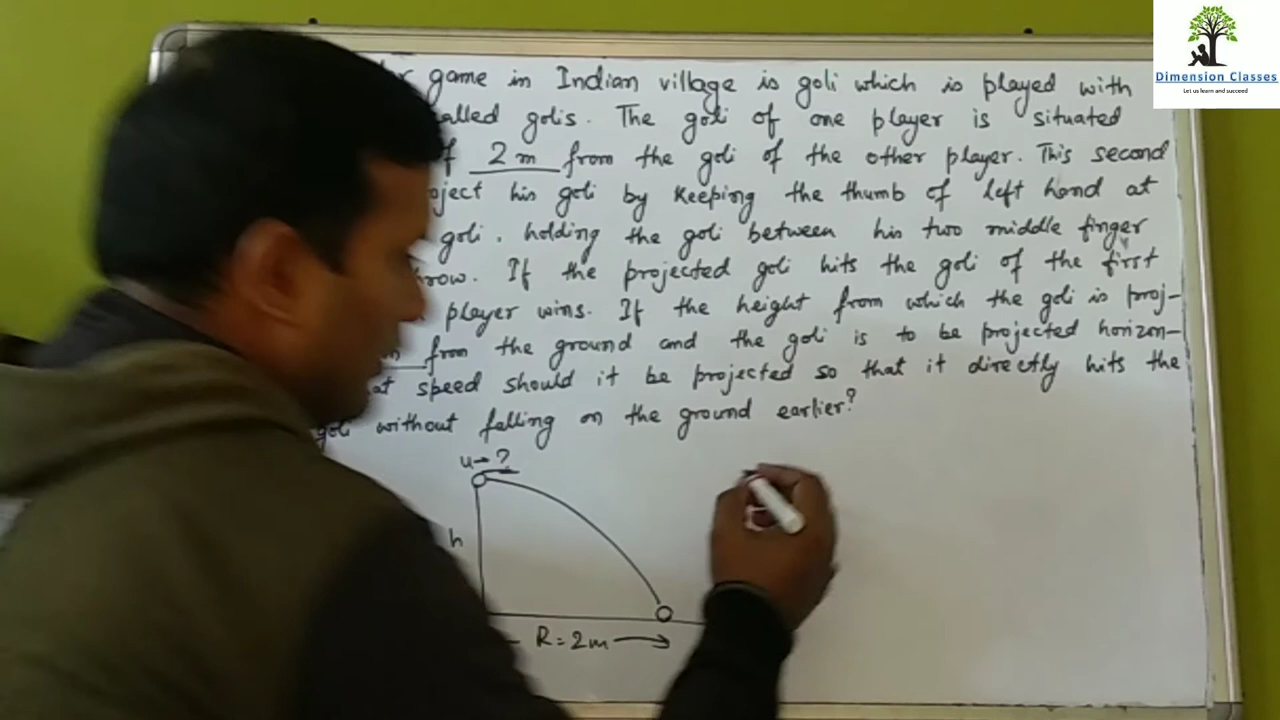 game in Indian village is goli which is played with
alled golis. The goli of one player is situated
f 2 m from the goli of the other player. This second
oject his goli by keeping the thumb of left hand at
goli, holding the goli between his two middle finger
hrow. If the projected goli hits the goli of the first
player wins. If the height from which the goli is proj-
from the ground and the goli is to be projected horizon-
at speed should it be projected so that it directly hits the
goli without falling on the ground earlier?
u→ ?
h
R = 2m
Dimension Classes
Let us learn and succeed